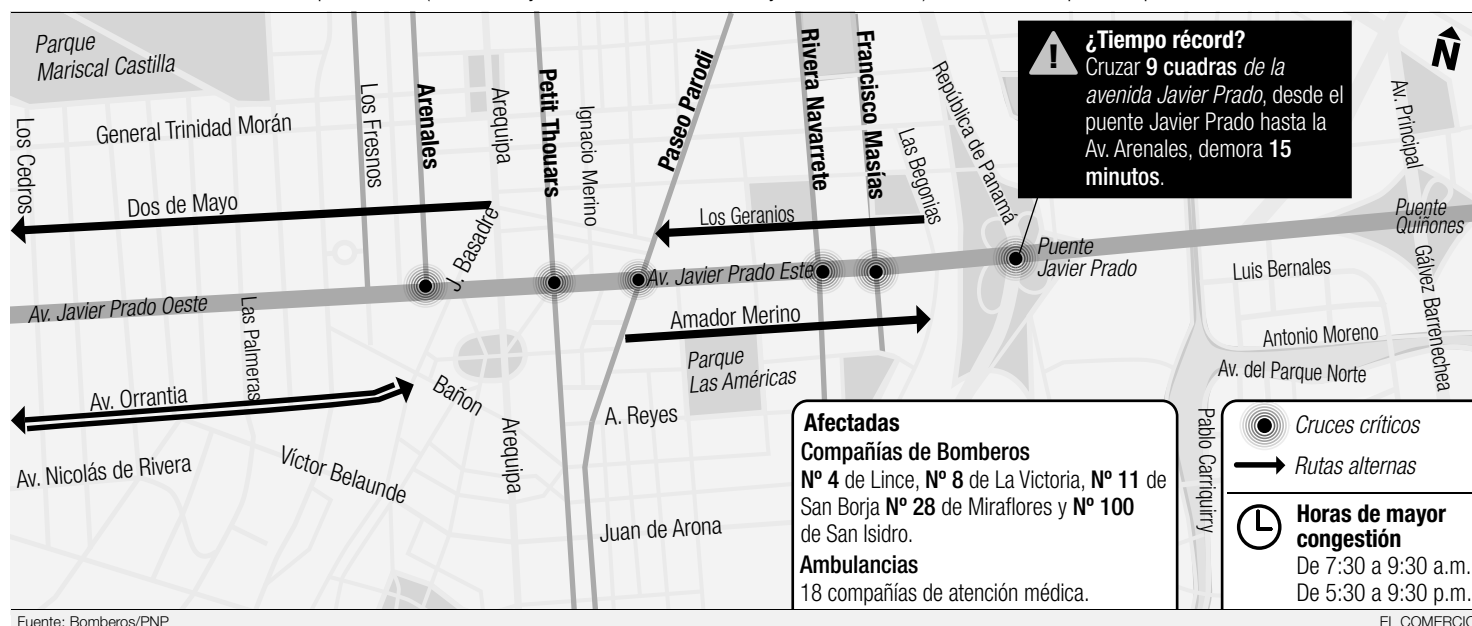 Parque
Mariscal Castilla
Los Cedros
General Trinidad Morán
Los Fresnos
Arenales
Arequipa
Petit Thouars
Ignacio Merino
Paseo Parodi
Rivera Navarrete
Francisco Masías
Las Begonias
República de Panamá
¿Tiempo récord?
Cruzar 9 cuadras de la
avenida Javier Prado, desde el
puente Javier Prado hasta la
Av. Arenales, demora 15
minutos.
N
Av. Principal
Dos de Mayo
J. Basadre
Los Geranios
Puente
Quiñones
Av. Javier Prado Oeste
Av. Javier Prado Este
Puente
Javier Prado
Luis Bernales
Gálvez Barrenechea
Las Palmeras
Amador Merino
Antonio Moreno
Parque
Las Américas
Av. del Parque Norte
Av. Orrantia
Bañon
A. Reyes
Arequipa
Av. Nicolás de Rivera
Víctor Belaunde
Juan de Arona
Pablo Carriquirry
Afectadas
Compañías de Bomberos
Nº 4 de Lince, Nº 8 de La Victoria, Nº 11 de
San Borja Nº 28 de Miraflores y Nº 100
de San Isidro.
Ambulancias
18 compañías de atención médica.
Cruces críticos
Rutas alternas
Horas de mayor
congestión
De 7:30 a 9:30 a.m.
De 5:30 a 9:30 p.m.
Fuente: Bomberos/PNP
EL COMERCIO